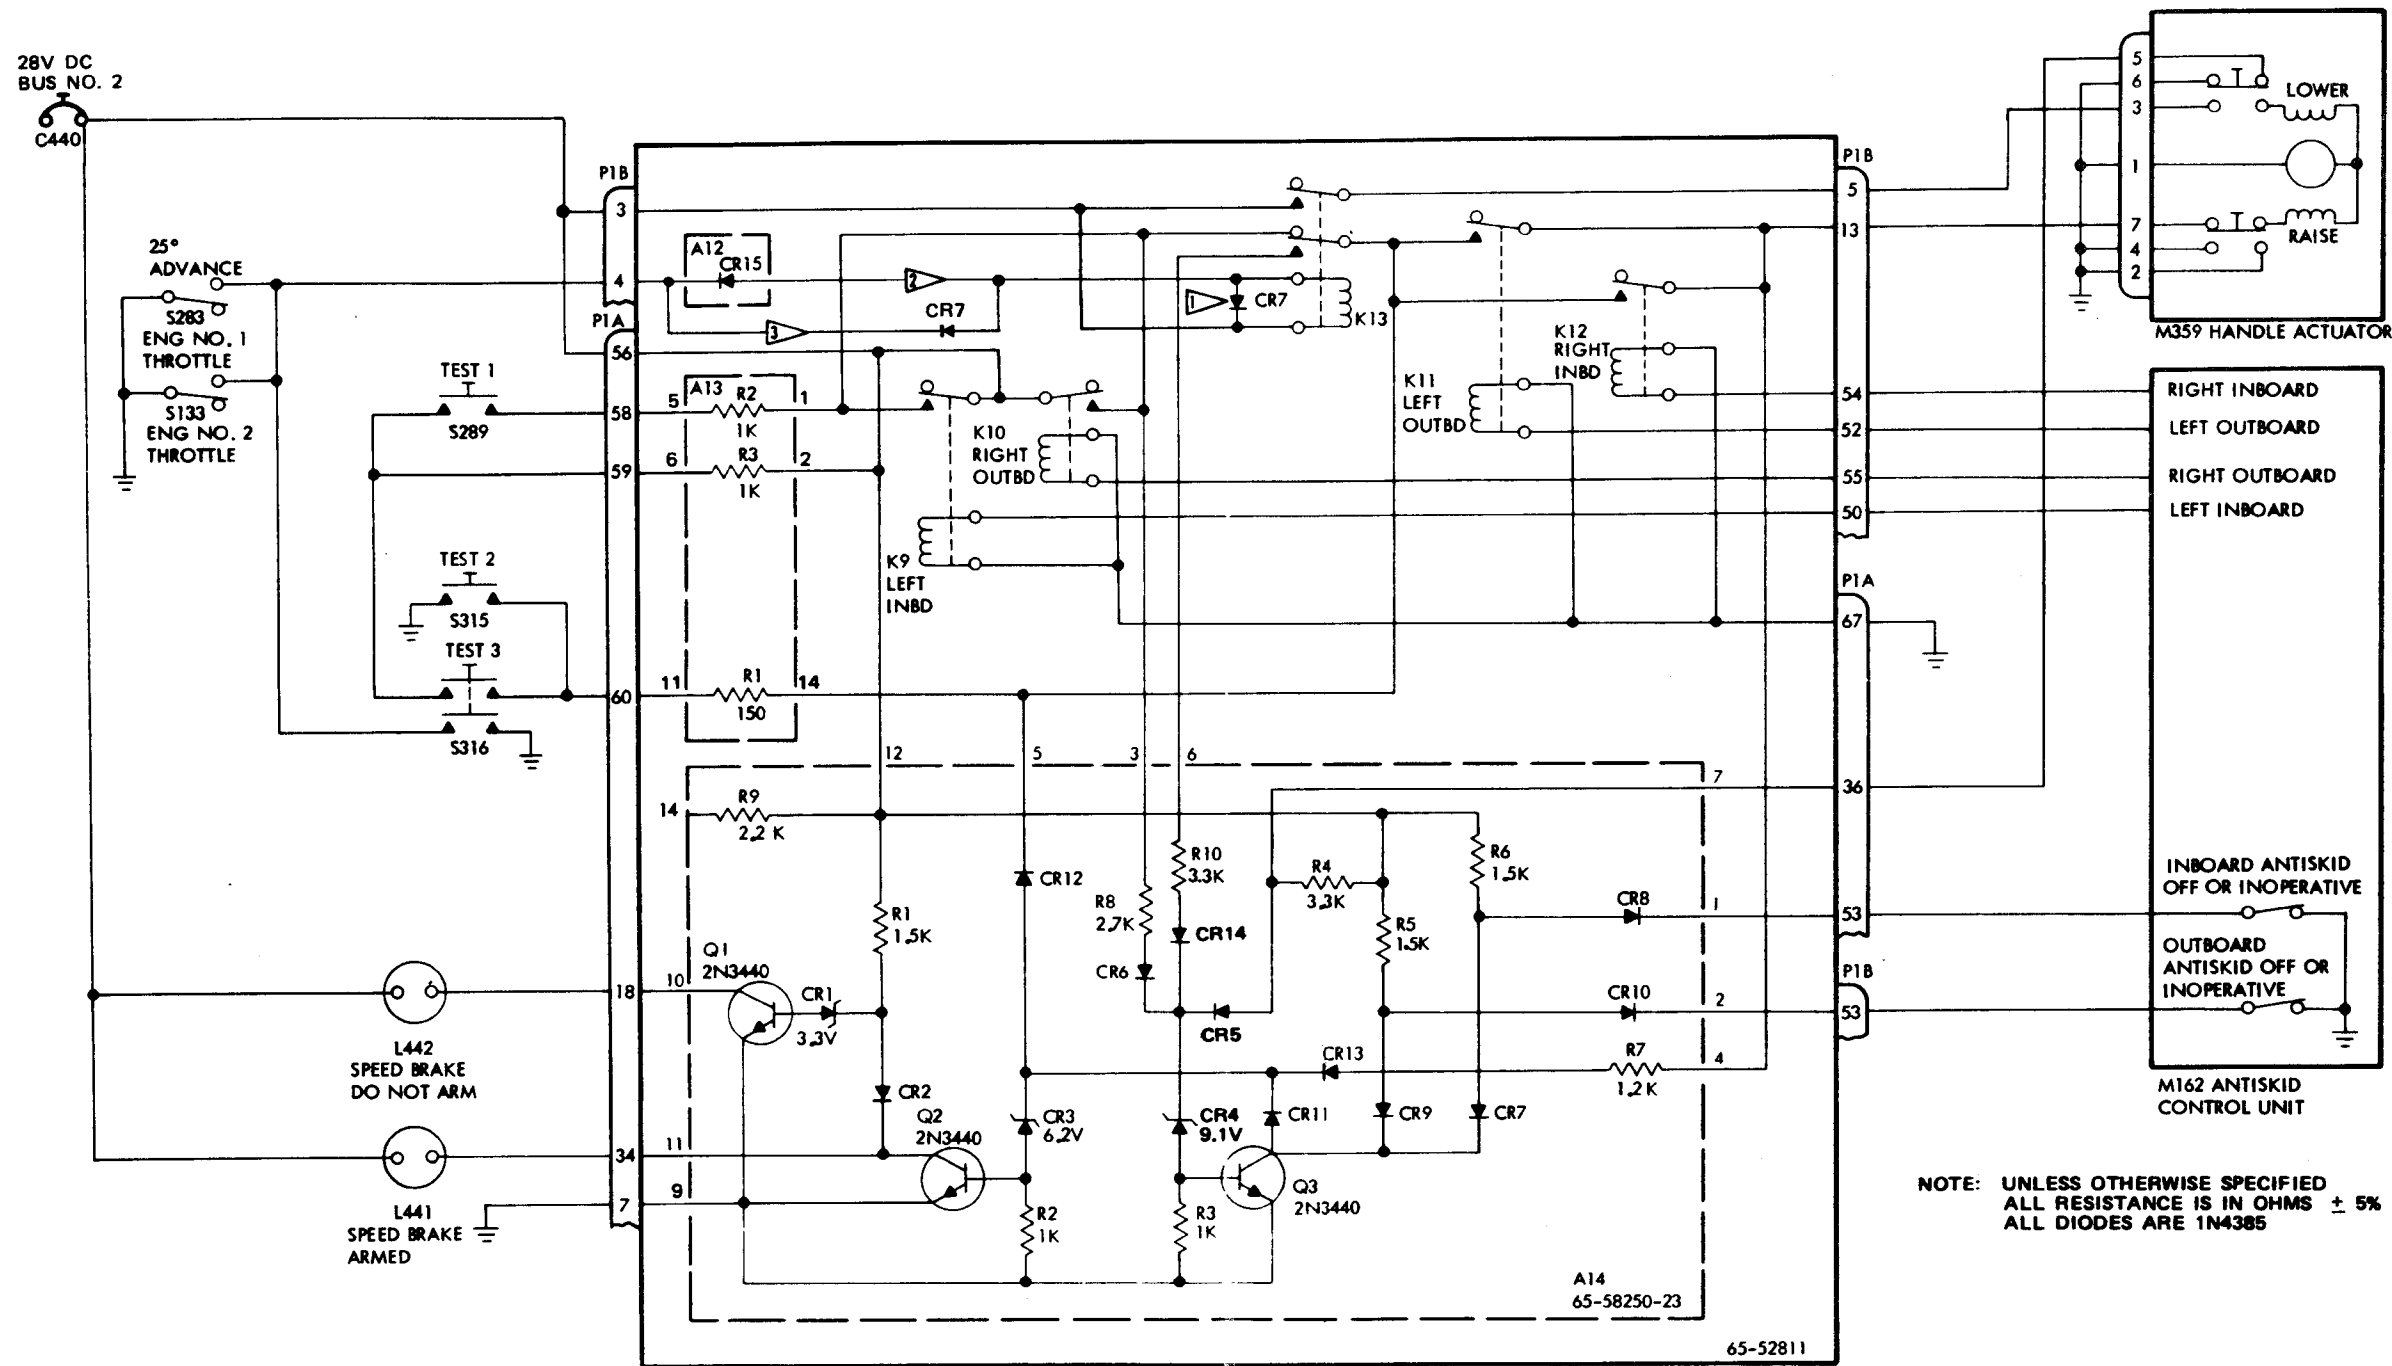 28V DC
BUS NO. 2
C440
25°
ADVANCE
S283
ENG NO. 1
THROTTLE
S133
ENG NO. 2
THROTTLE
TEST 1
S289
TEST 2
S315
TEST 3
S316
L442
SPEED BRAKE
DO NOT ARM
L441
SPEED BRAKE
ARMED
P1B
3
4
P1A
56
58
59
60
18
34
7
A12
CR15
2
CR7
3
1
CR7
K13
A13
5
R2
1K
1
6
R3
1K
2
11
R1
150
14
K10
RIGHT
OUTBD
K9
LEFT
INBD
K11
LEFT
OUTBD
K12
RIGHT
INBD
12
5
3
6
7
14
R9
2.2 K
R1
1.5K
10
Q1
2N3440
CR1
3.3V
CR2
Q2
2N3440
11
9
CR12
CR3
6.2V
R2
1K
R8
2.7K
CR6
R10
3.3K
CR14
CR5
CR4
9.1V
R3
1K
CR11
Q3
2N3440
R4
3.3K
R5
1.5K
R6
1.5K
CR8
1
CR10
2
CR13
R7
1.2 K
4
CR9
CR7
A14
65-58250-23
65-52811
P1B
5
13
54
52
55
50
P1A
67
36
53
P1B
53
5
6
3
1
7
4
2
LOWER
RAISE
M359 HANDLE ACTUATOR
RIGHT INBOARD
LEFT OUTBOARD
RIGHT OUTBOARD
LEFT INBOARD
INBOARD ANTISKID
OFF OR INOPERATIVE
OUTBOARD
ANTISKID OFF OR
INOPERATIVE
M162 ANTISKID
CONTROL UNIT
NOTE: UNLESS OTHERWISE SPECIFIED
ALL RESISTANCE IS IN OHMS ± 5%
ALL DIODES ARE 1N4385